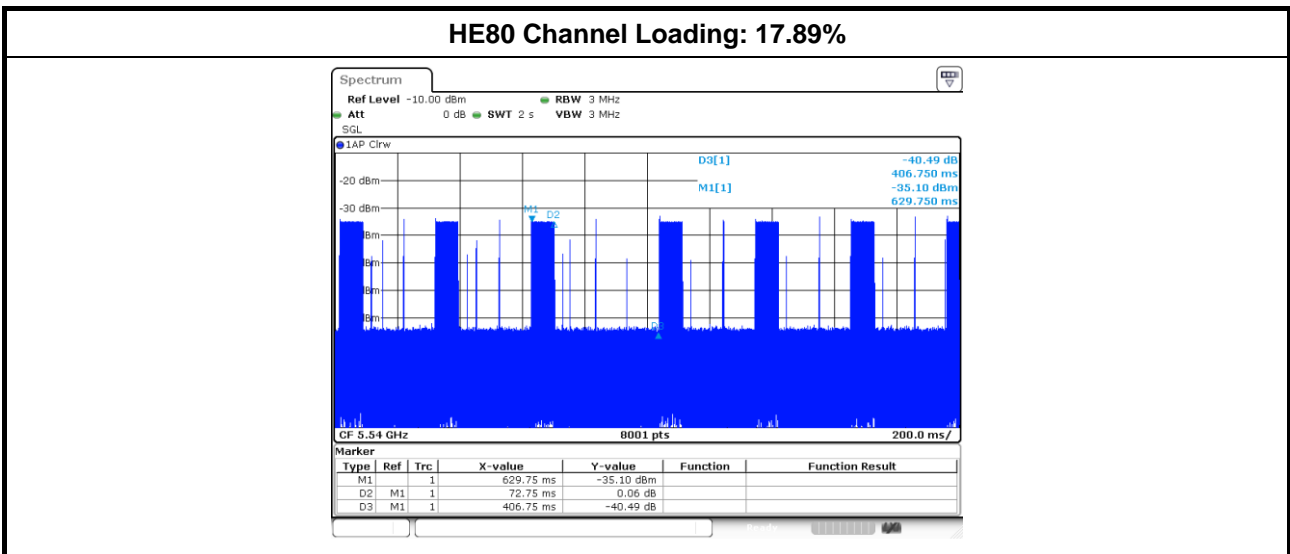 HE80 Channel Loading: 17.89%
Spectrum
Ref Level -10.00 dBm RBW 3 MHz
Att 0 dB SWT 2 s VBW 3 MHz
SGL
1AP Clrw
D3[1] -40.49 dB
406.750 ms
M1[1] -35.10 dBm
629.750 ms
-20 dBm
-30 dBm
M1 D2
dBm
dBm
dBm
dBm
D3
CF 5.54 GHz 8001 pts 200.0 ms/
Marker
Type Ref Trc X-value Y-value Function Function Result
M1 1 629.75 ms -35.10 dBm
D2 M1 1 72.75 ms 0.06 dB
D3 M1 1 406.75 ms -40.49 dB